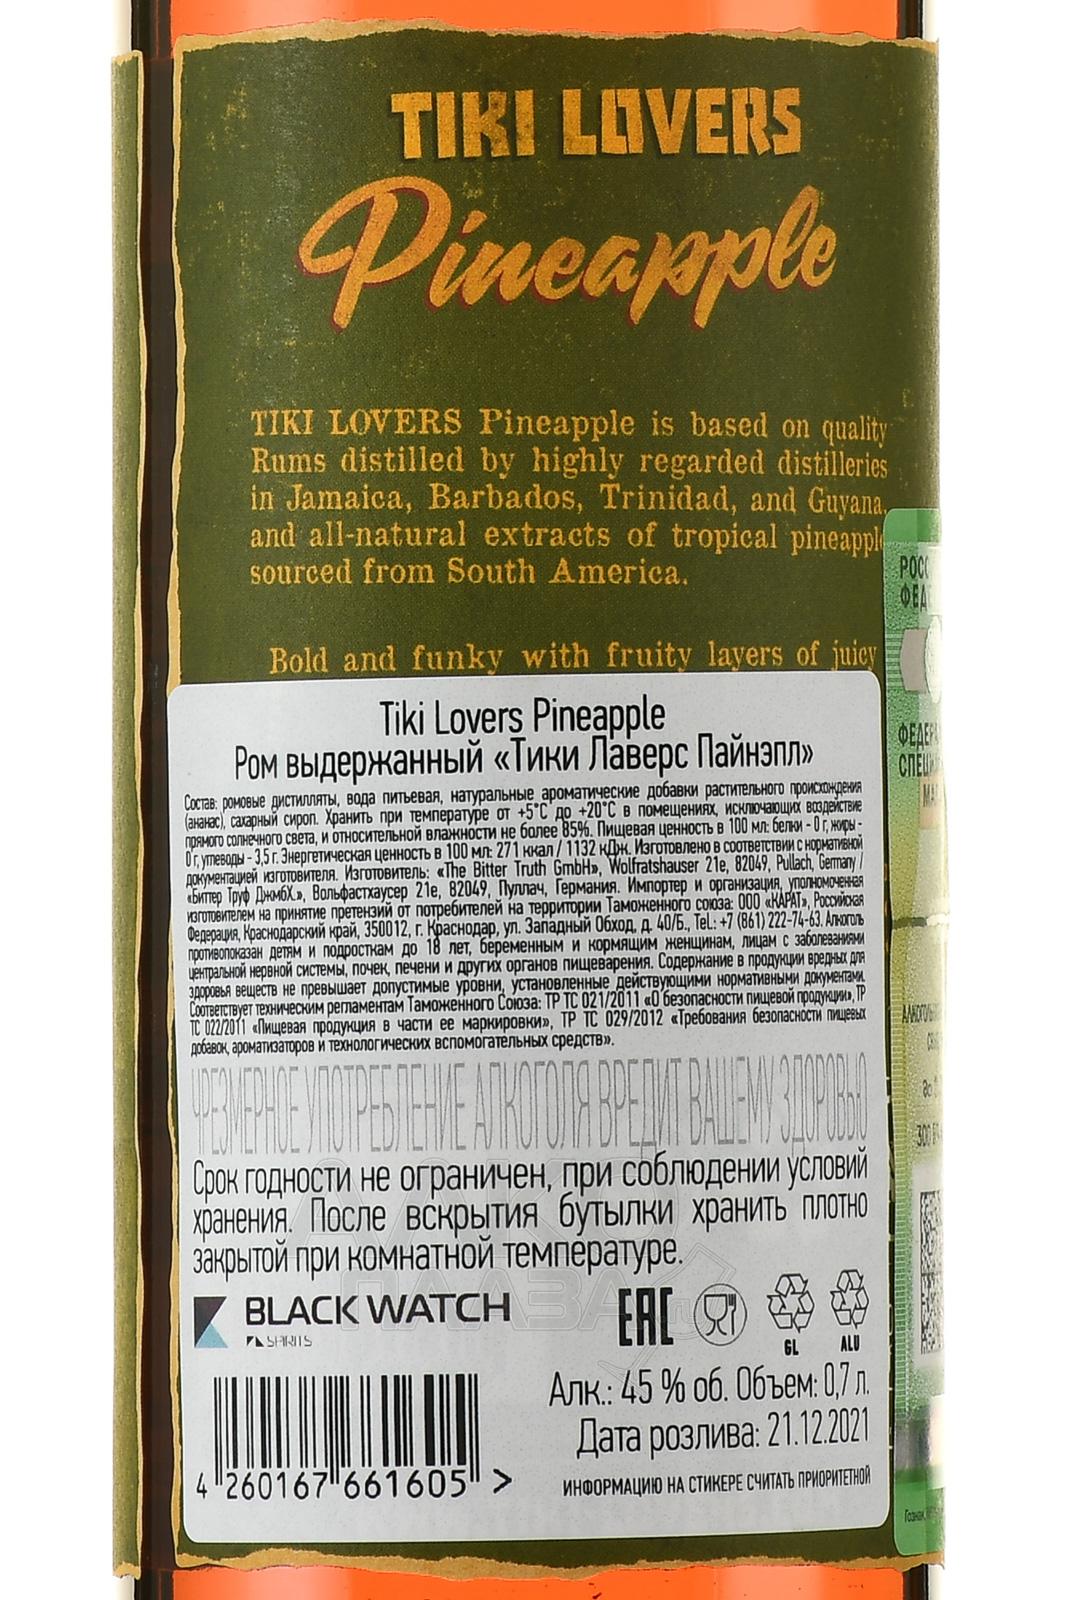 TIKI LOVERS
Pineapple
TIKI LOVERS Pineapple is based on quality
Rums distilled by highly regarded distilleries
in Jamaica, Barbados, Trinidad, and Guyana,
and all-natural extracts of tropical pineapple
sourced from South America.
Bold and funky with fruity layers of juicy
Tiki Lovers Pineapple
Ром выдержанный «Тики Лаверс Пайнэпл»
Состав: ромовые дистилляты, вода питьевая, натуральные ароматические добавки растительного происхождения
(ананас), сахарный сироп. Хранить при температуре от +5°С до +20°С в помещениях, исключающих воздействие
прямого солнечного света, и относительной влажности не более 85%. Пищевая ценность в 100 мл: белки - 0 г, жиры -
0 г, углеводы - 3,5 г. Энергетическая ценность в 100 мл: 271 ккал / 1132 кДж. Изготовлено в соответствии с нормативной
документацией изготовителя. Изготовитель: «The Bitter Truth GmbH», Wolfratshauser 21e, 82049, Pullach, Germany /
«Биттер Труф ДжмбХ.», Вольфастхаузер 21е, 82049, Пуллач, Германия. Импортер и организация, уполномоченная
изготовителем на принятие претензий от потребителей на территории Таможенного союза: ООО «КАРАТ», Российская
Федерация, Краснодарский край, 350012, г. Краснодар, ул. Западный Обход, д. 40/Б., Tel.: +7 (861) 222-74-63. Алкоголь
противопоказан детям и подросткам до 18 лет, беременным и кормящим женщинам, лицам с заболеваниями
центральной нервной системы, почек, печени и других органов пищеварения. Содержание в продукции вредных для
здоровья веществ не превышает допустимые уровни, установленные действующими нормативными документами.
Соответствует техническим регламентам Таможенного Союза: ТР ТС 021/2011 «О безопасности пищевой продукции», ТР
ТС 022/2011 «Пищевая продукция в части ее маркировки», ТР ТС 029/2012 «Требования безопасности пищевых
добавок, ароматизаторов и технологических вспомогательных средств».
ЧРЕЗМЕРНОЕ УПОТРЕБЛЕНИЕ АЛКОГОЛЯ ВРЕДИТ ВАШЕМУ ЗДОРОВЬЮ
Срок годности не ограничен, при соблюдении условий
хранения. После вскрытия бутылки хранить плотно
закрытой при комнатной температуре.
BLACK WATCH
SPIRITS
EAC
GL
ALU
Алк.: 45 % об. Объем: 0,7 л.
Дата розлива: 21.12.2021
ИНФОРМАЦИЮ НА СТИКЕРЕ СЧИТАТЬ ПРИОРИТЕТНОЙ
4 260167 661605 >